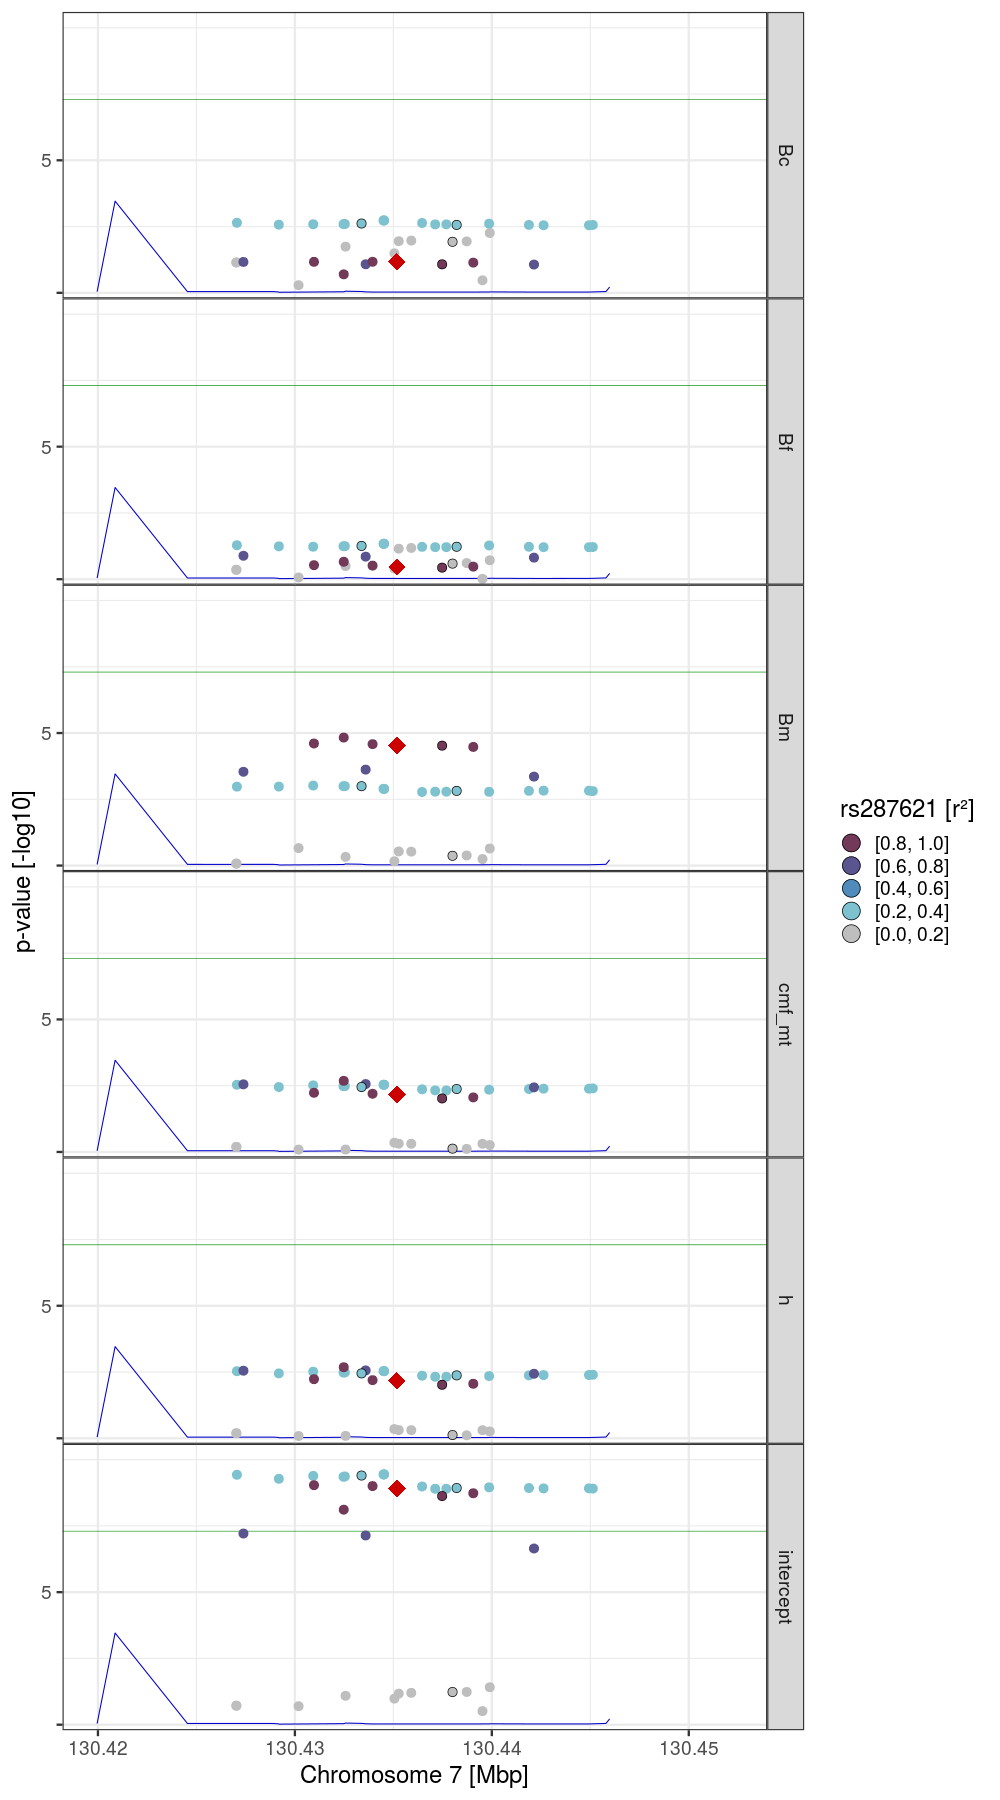 5
Bc
5
Bf
5
Bm
5
cmf_mt
5
h
5
intercept
p-value [-log10]
130.42 130.43 130.44 130.45
Chromosome 7 [Mbp]
rs287621 [r²]
[0.8, 1.0]
[0.6, 0.8]
[0.4, 0.6]
[0.2, 0.4]
[0.0, 0.2]